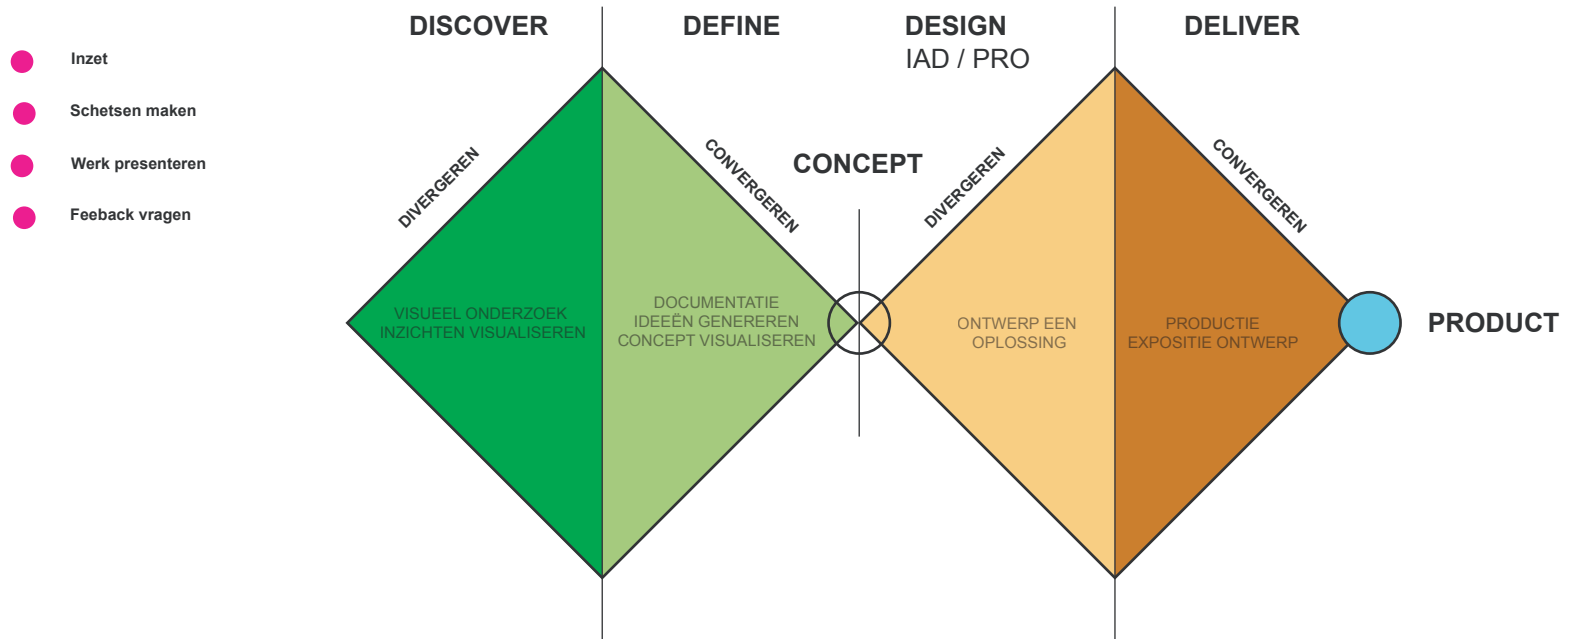 DISCOVER
DEFINE
DESIGN
IAD / PRO
DELIVER
Inzet
Schetsen maken
Werk presenteren
Feeback vragen
DIVERGEREN
CONVERGEREN
CONCEPT
DIVERGEREN
CONVERGEREN
VISUEEL ONDERZOEK
INZICHTEN VISUALISEREN
DOCUMENTATIE
IDEEËN GENEREREN
CONCEPT VISUALISEREN
ONTWERP EEN
OPLOSSING
PRODUCTIE
EXPOSITIE ONTWERP
PRODUCT